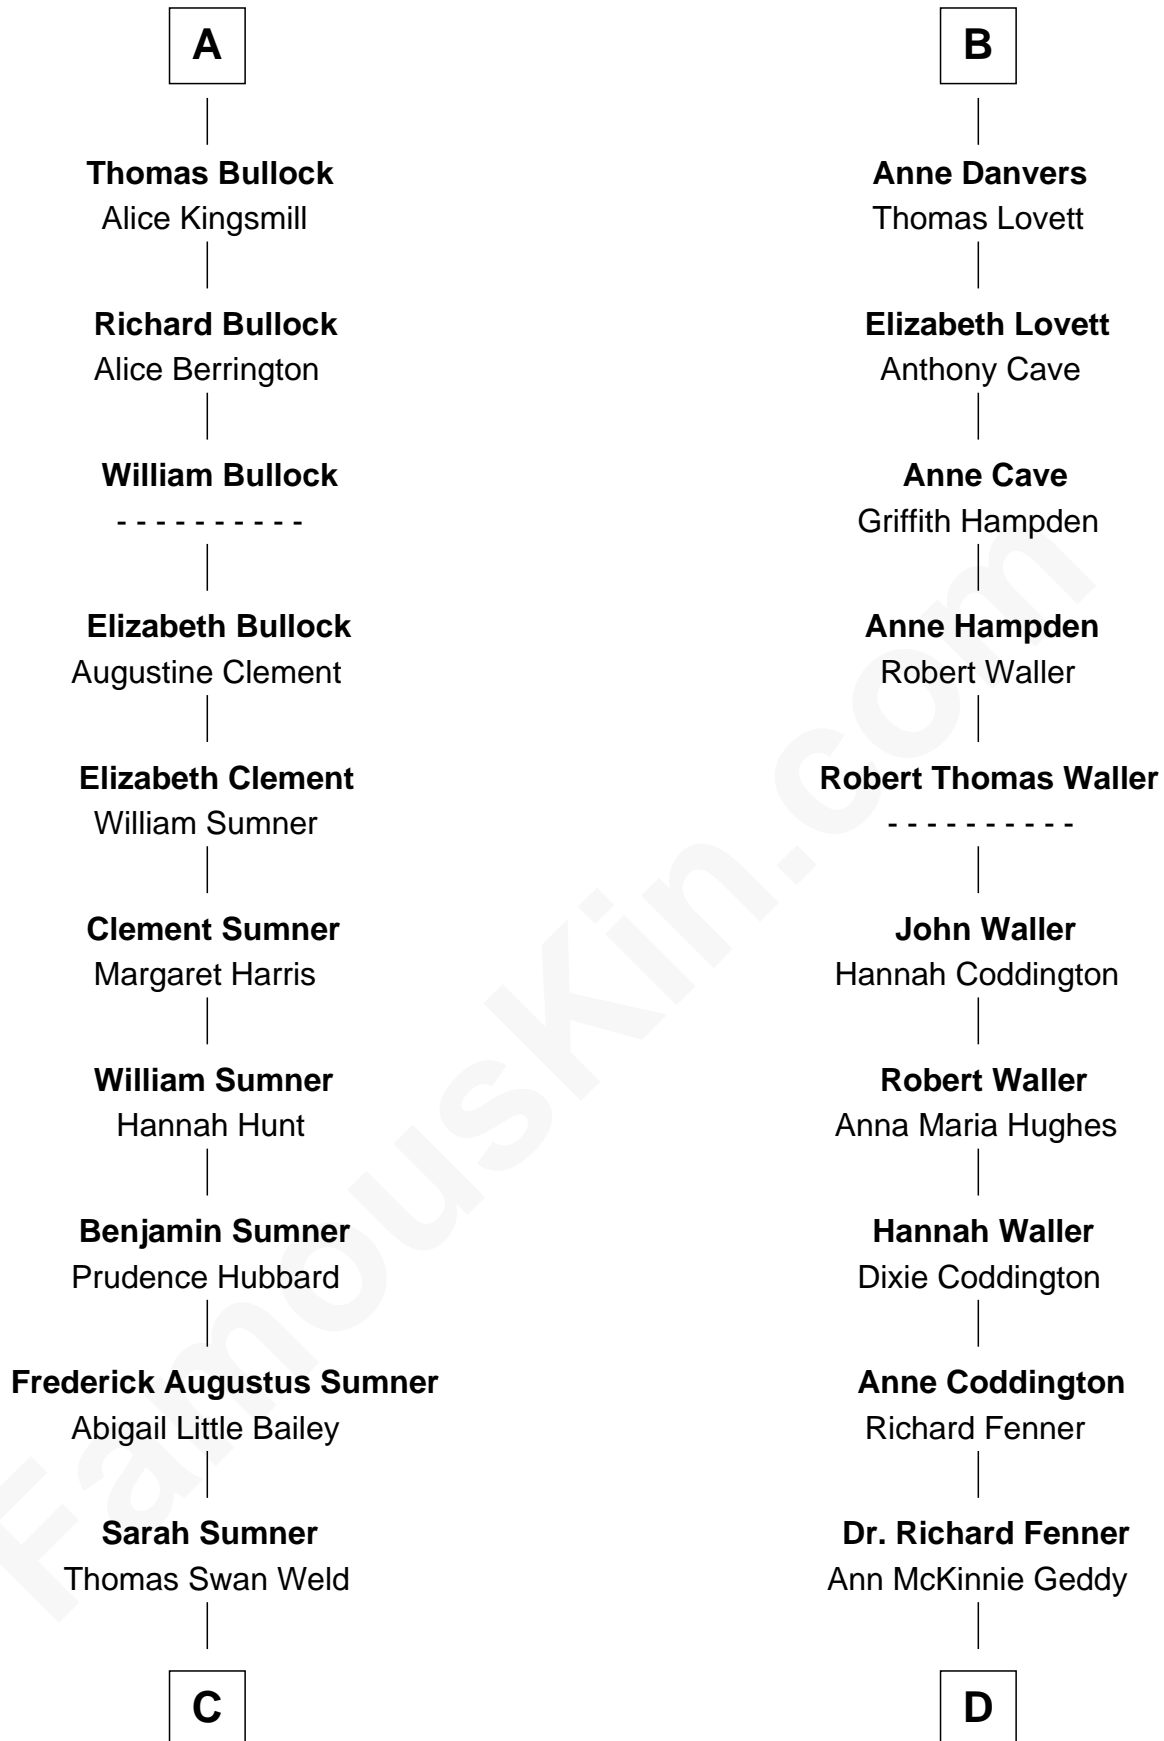 A
Thomas Bullock
Alice Kingsmill
Richard Bullock
Alice Berrington
William Bullock
- - - - - - - - - -
Elizabeth Bullock
Augustine Clement
Elizabeth Clement
William Sumner
Clement Sumner
Margaret Harris
William Sumner
Hannah Hunt
Benjamin Sumner
Prudence Hubbard
Frederick Augustus Sumner
Abigail Little Bailey
Sarah Sumner
Thomas Swan Weld
C
B
Anne Danvers
Thomas Lovett
Elizabeth Lovett
Anthony Cave
Anne Cave
Griffith Hampden
Anne Hampden
Robert Waller
Robert Thomas Waller
- - - - - - - - - -
John Waller
Hannah Coddington
Robert Waller
Anna Maria Hughes
Hannah Waller
Dixie Coddington
Anne Coddington
Richard Fenner
Dr. Richard Fenner
Ann McKinnie Geddy
D
FamousKin.com